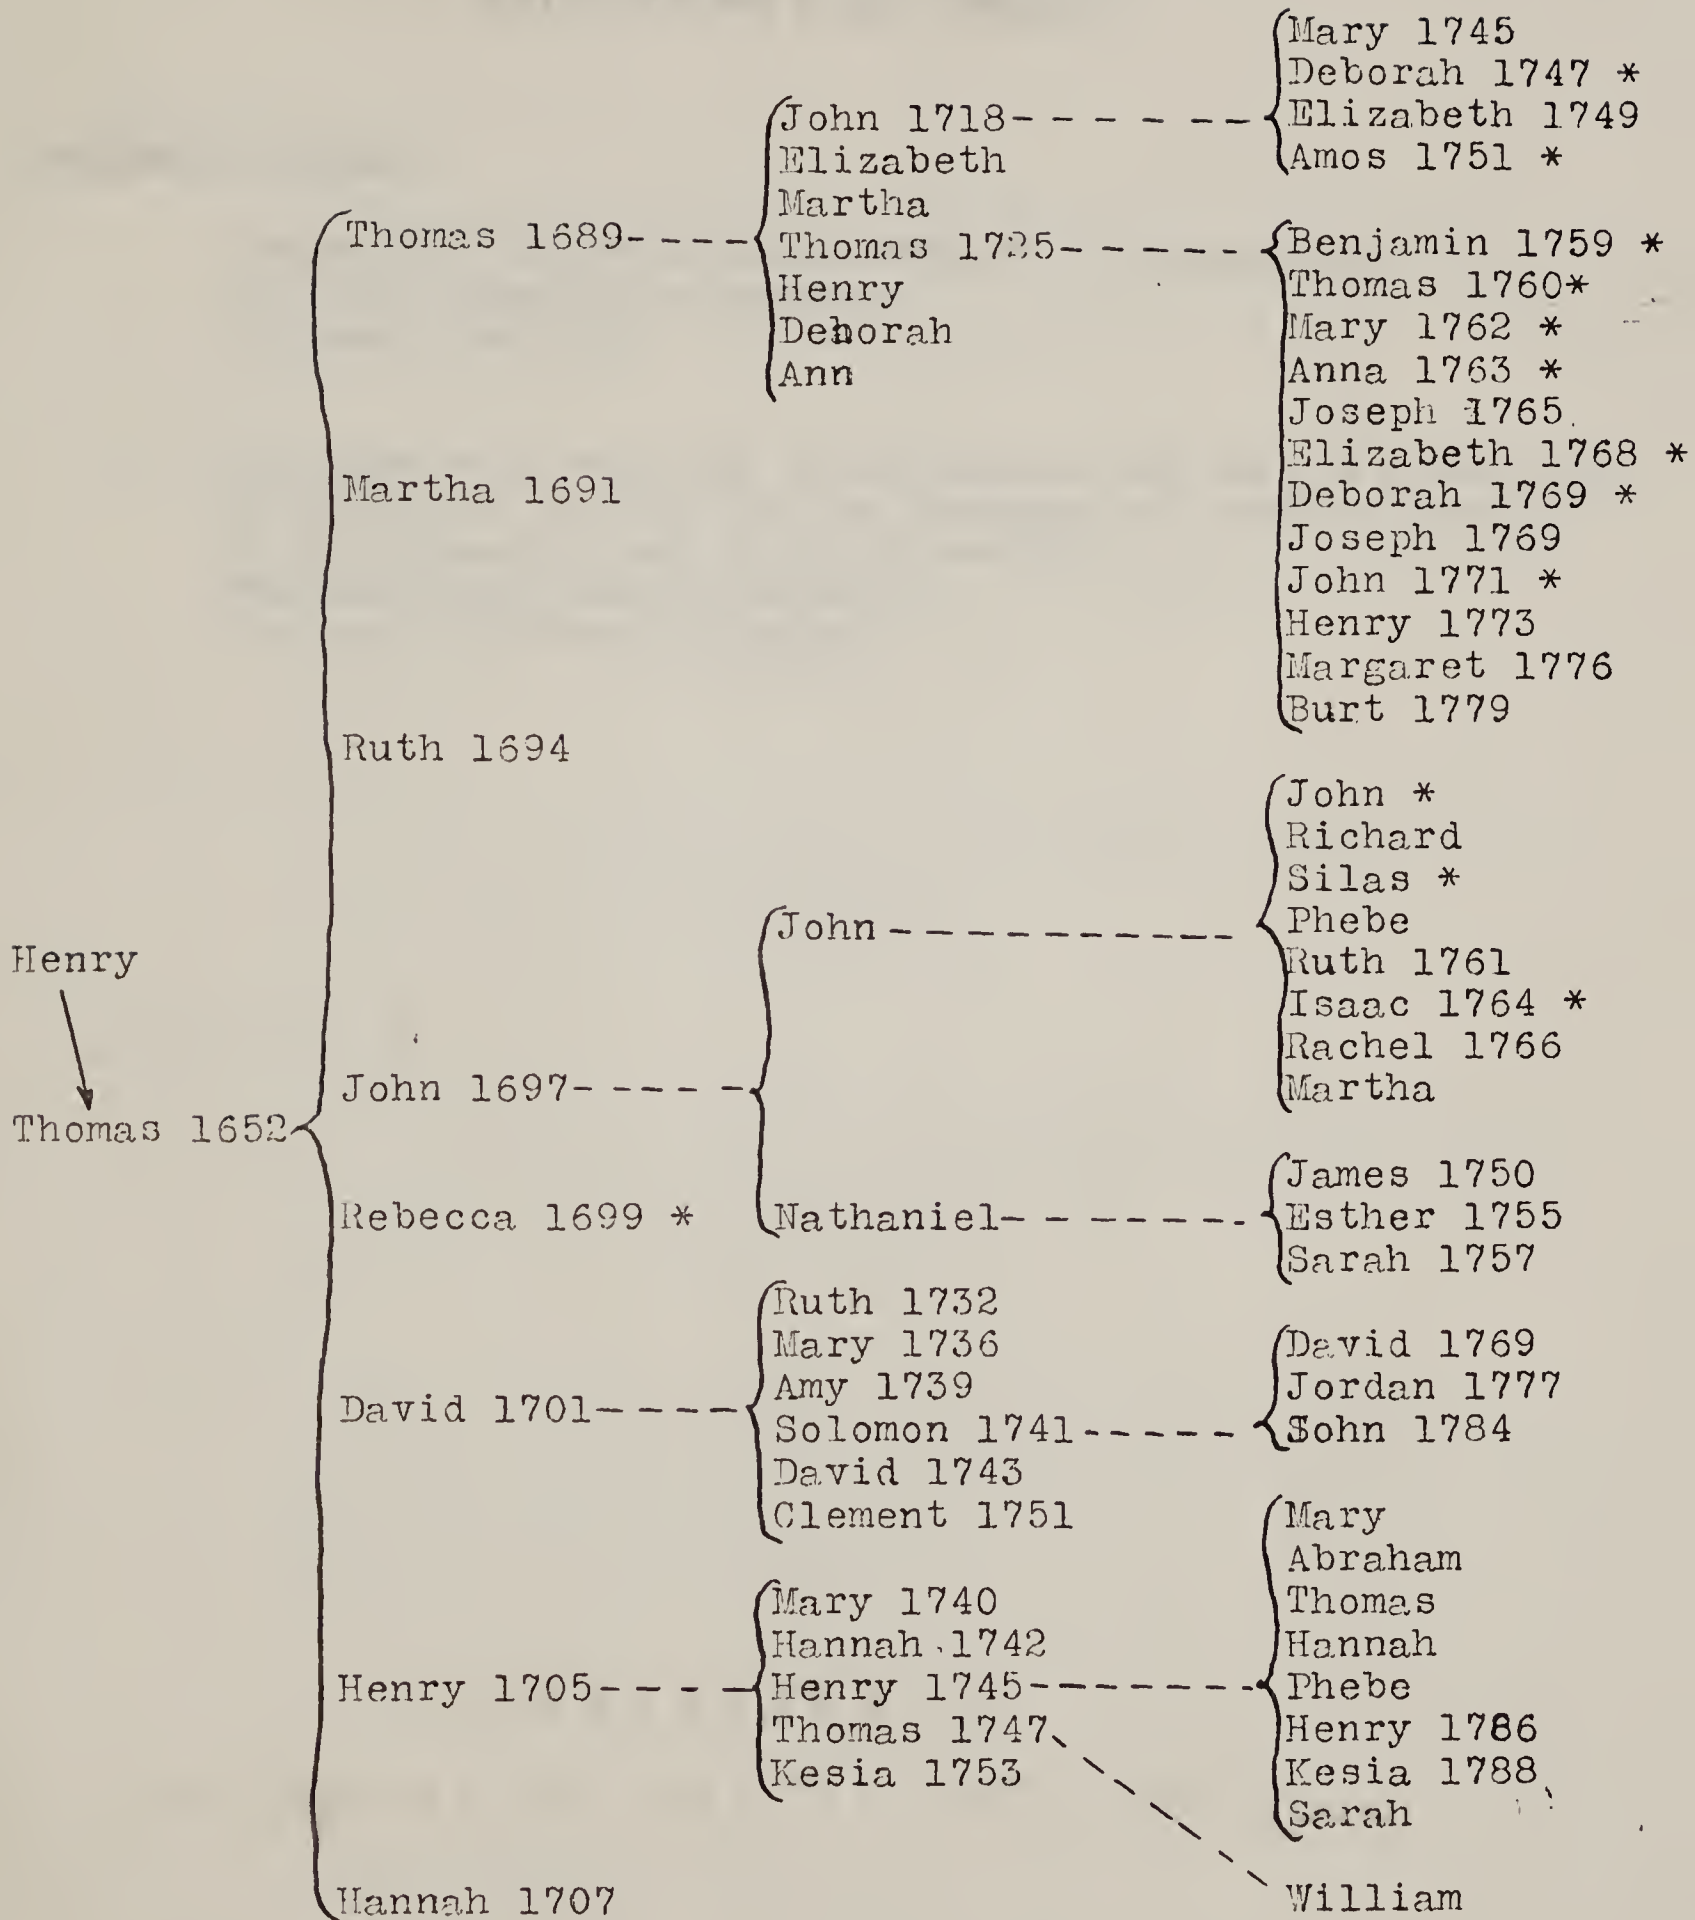 Henry
Thomas 1652
Thomas 1689
Martha 1691
Ruth 1694
John 1697
Rebecca 1699 *
David 1701
Henry 1705
Hannah 1707
John 1718
Elizabeth
Martha
Thomas 1725
Henry
Deborah
Ann
John
Nathaniel
Ruth 1732
Mary 1736
Amy 1739
Solomon 1741
David 1743
Clement 1751
Mary 1740
Hannah 1742
Henry 1745
Thomas 1747
Kesia 1753
Mary 1745
Deborah 1747 *
Elizabeth 1749
Amos 1751 *
Benjamin 1759 *
Thomas 1760*
Mary 1762 *
Anna 1763 *
Joseph 1765
Elizabeth 1768 *
Deborah 1769 *
Joseph 1769
John 1771 *
Henry 1773
Margaret 1776
Burt 1779
John *
Richard
Silas *
Phebe
Ruth 1761
Isaac 1764 *
Rachel 1766
Martha
James 1750
Esther 1755
Sarah 1757
David 1769
Jordan 1777
John 1784
Mary
Abraham
Thomas
Hannah
Phebe
Henry 1786
Kesia 1788
Sarah
William